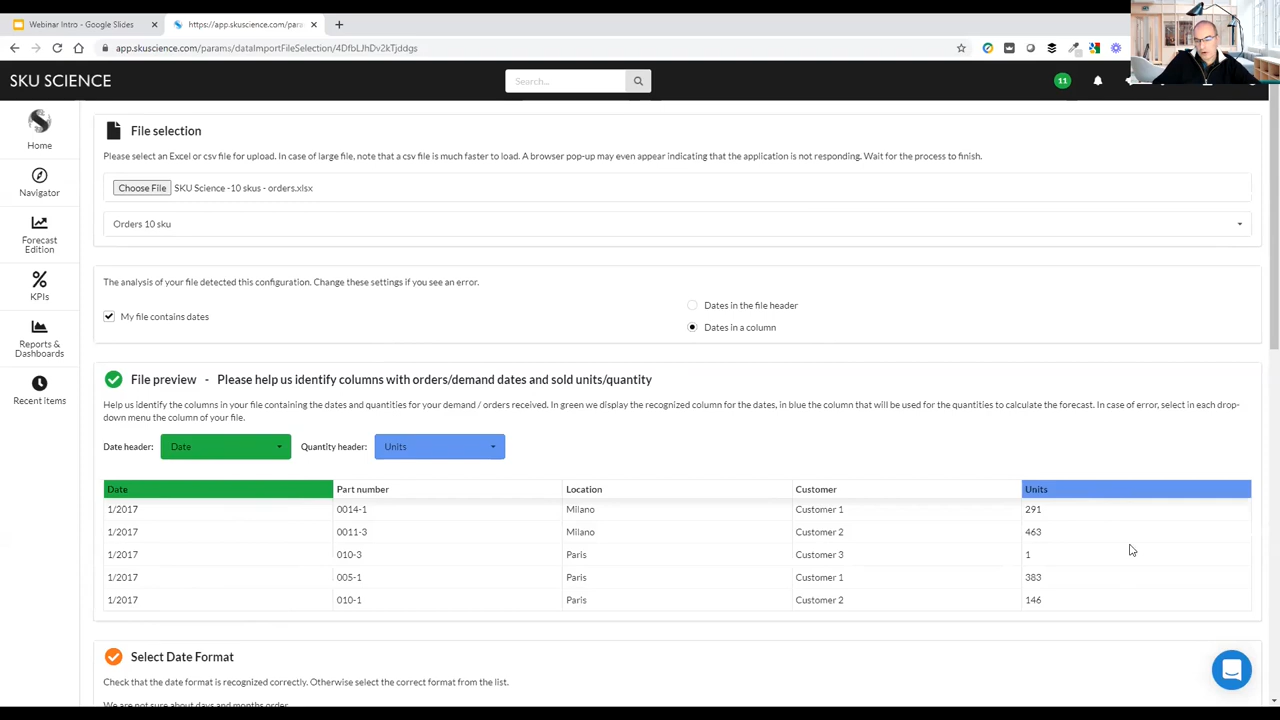 Webinar Intro - Google Slides
https://app.skuscience.com/para
app.skuscience.com/params/dataImportFileSelection/4DfbLJhDv2kTjddgs
SKU SCIENCE
Search...
11
Home
Navigator
Forecast
Edition
KPIs
Reports &
Dashboards
Recent items
File selection
Please select an Excel or csv file for upload. In case of large file, note that a csv file is much faster to load. A browser pop-up may even appear indicating that the application is not responding. Wait for the process to finish.
Choose File SKU Science -10 skus - orders.xlsx
Orders 10 sku
The analysis of your file detected this configuration. Change these settings if you see an error.
My file contains dates
Dates in the file header
Dates in a column
File preview - Please help us identify columns with orders/demand dates and sold units/quantity
Help us identify the columns in your file containing the dates and quantities for your demand / orders received. In green we display the recognized column for the dates, in blue the column that will be used for the quantities to calculate the forecast. In case of error, select in each drop-
down menu the column of your file.
Date header: Date Quantity header: Units
Date Part number Location Customer Units
1/2017 0014-1 Milano Customer 1 291
1/2017 0011-3 Milano Customer 2 463
1/2017 010-3 Paris Customer 3 1
1/2017 005-1 Paris Customer 1 383
1/2017 010-1 Paris Customer 2 146
Select Date Format
Check that the date format is recognized correctly. Otherwise select the correct format from the list.
We are not sure about days and months order